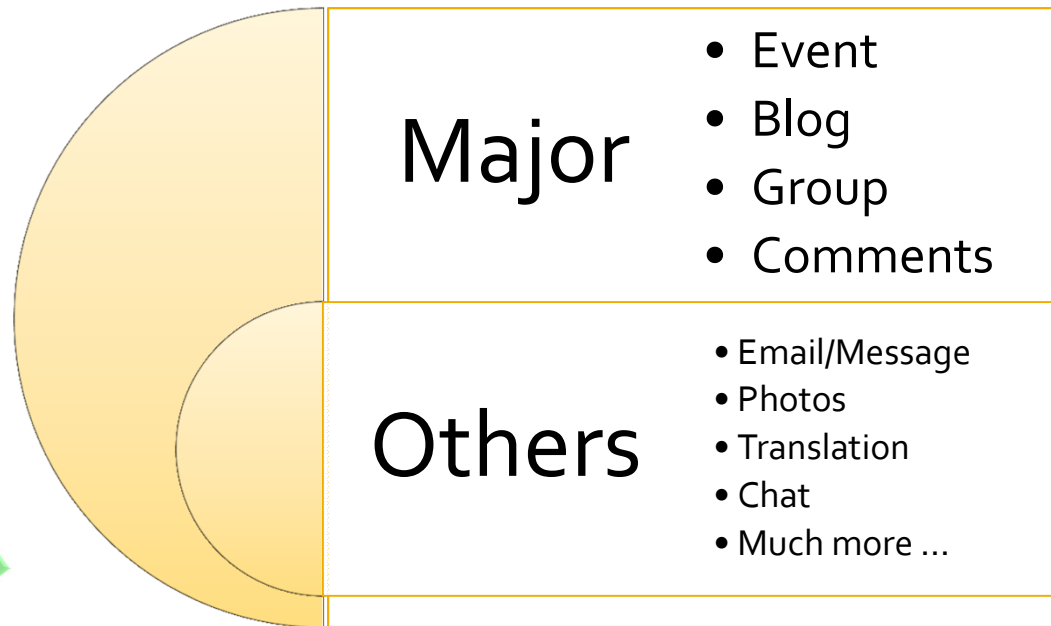 Major
• Event
• Blog
• Group
• Comments
Others
• Email/Message
• Photos
• Translation
• Chat
• Much more ...